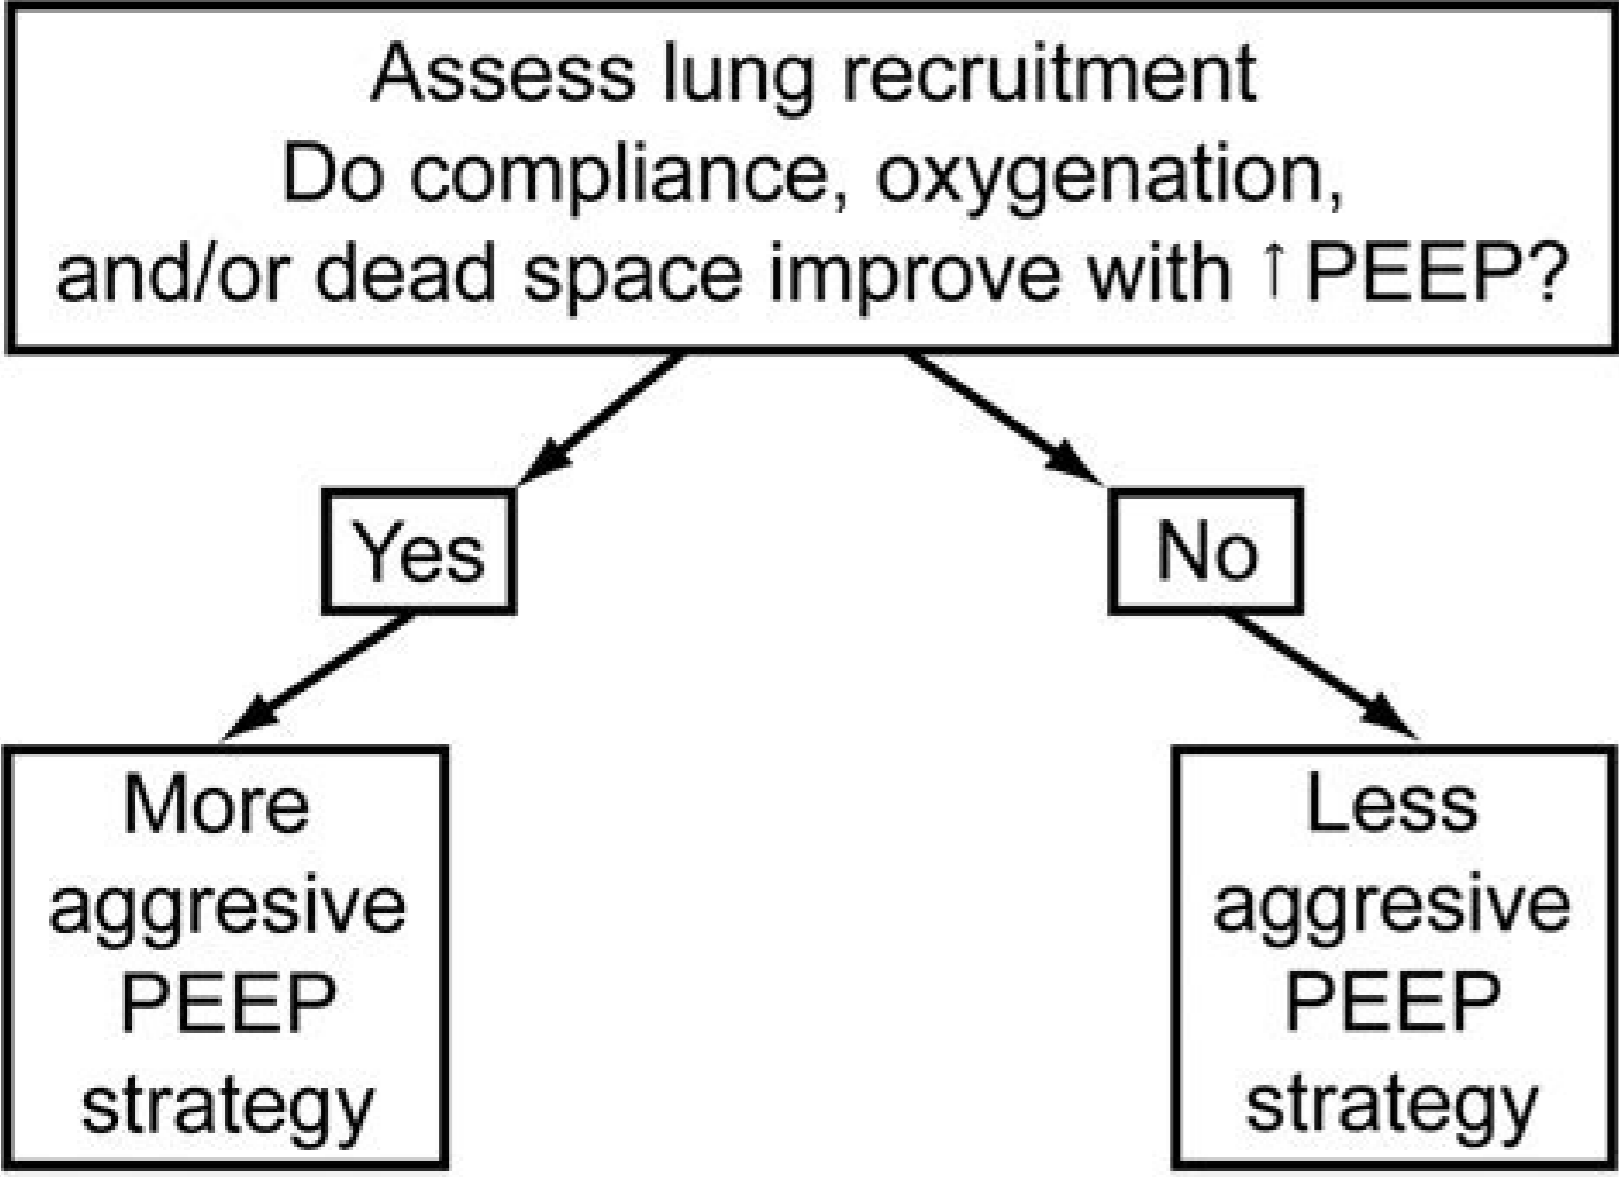 Assess lung recruitment
Do compliance, oxygenation,
and/or dead space improve with ↑ PEEP?
Yes
No
More
aggresive
PEEP
strategy
Less
aggresive
PEEP
strategy